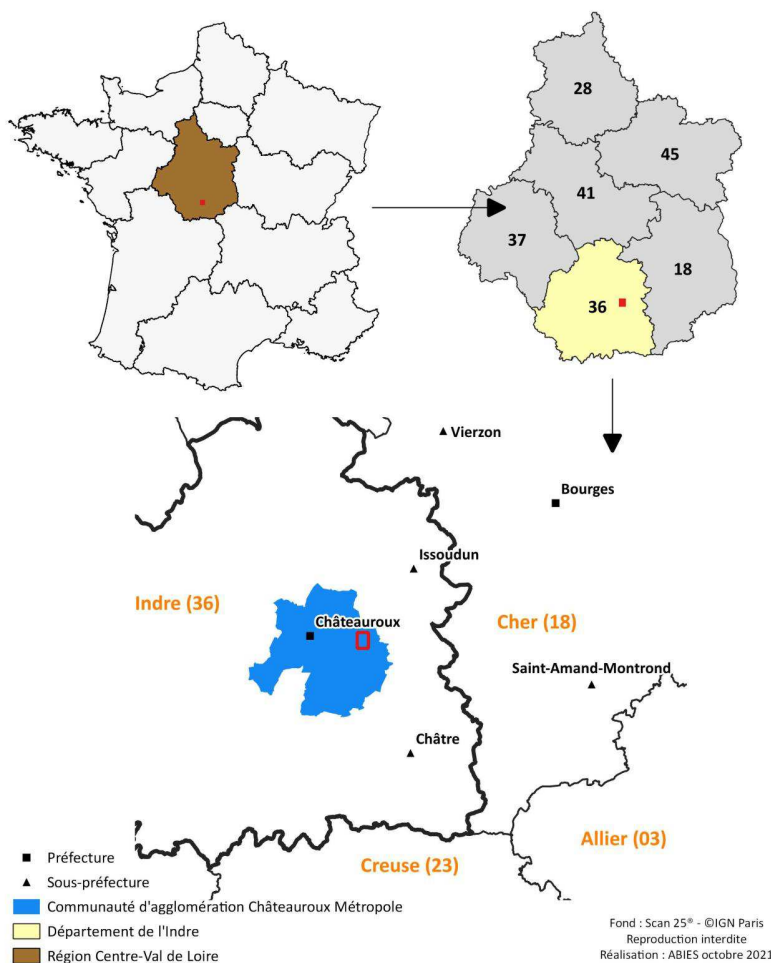 28
45
41
37
18
36
Vierzon
Bourges
Issoudun
Indre (36)
Châteauroux
Cher (18)
Saint-Amand-Montrond
Châtre
Allier (03)
Creuse (23)
Préfecture
Sous-préfecture
Communauté d'agglomération Châteauroux Métropole
Département de l'Indre
Région Centre-Val de Loire
Fond : Scan 25® - ©IGN Paris
Reproduction interdite
Réalisation : ABIES octobre 2021